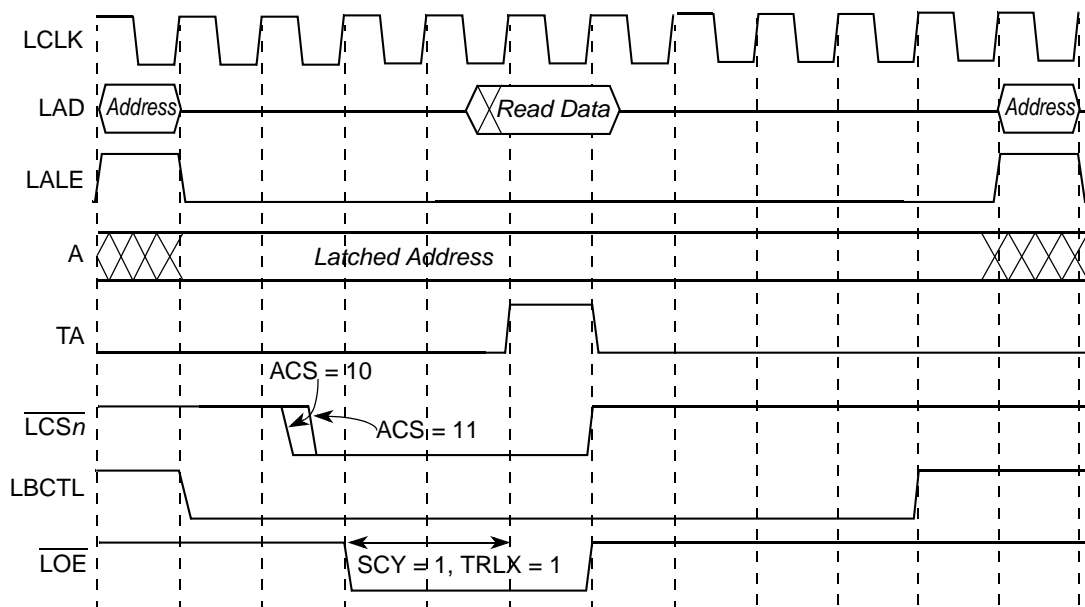 LCLK
LAD
Address
Read Data
Address
LALE
A
Latched Address
TA
ACS = 10
LCSn
ACS = 11
LBCTL
LOE
SCY = 1, TRLX = 1